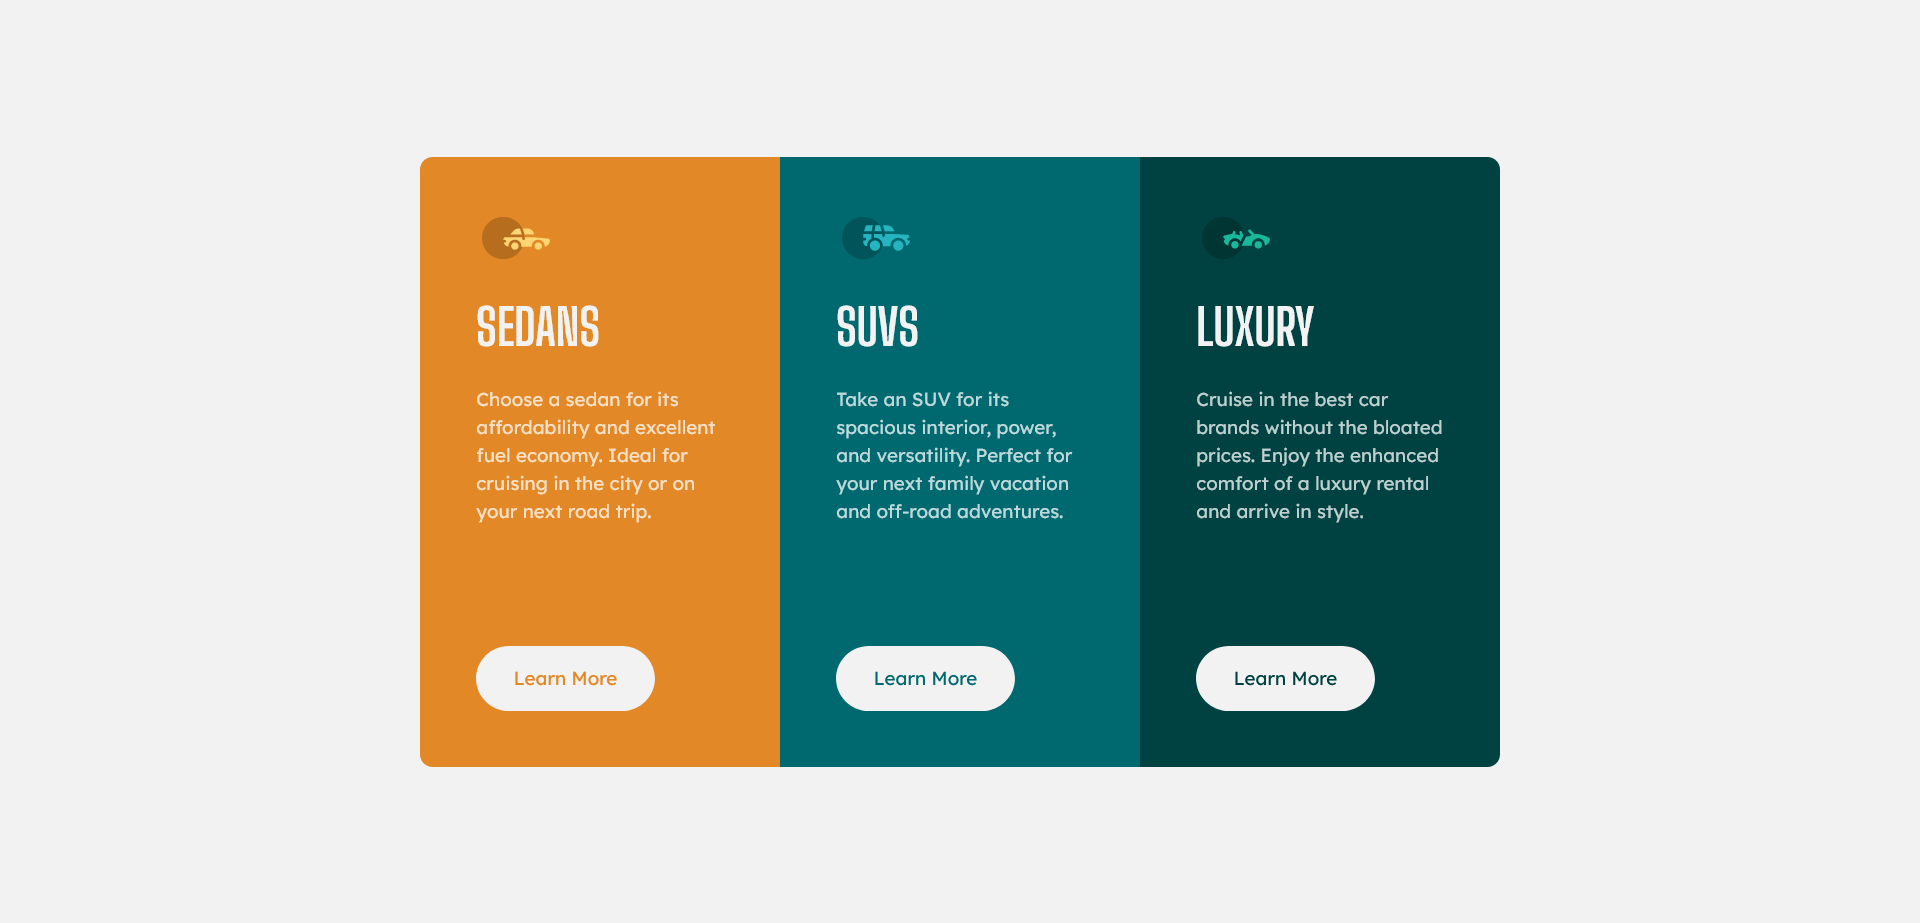 SEDANS
Choose a sedan for its
affordability and excellent
fuel economy. Ideal for
cruising in the city or on
your next road trip.
Learn More
SUVS
Take an SUV for its
spacious interior, power,
and versatility. Perfect for
your next family vacation
and off-road adventures.
Learn More
LUXURY
Cruise in the best car
brands without the bloated
prices. Enjoy the enhanced
comfort of a luxury rental
and arrive in style.
Learn More